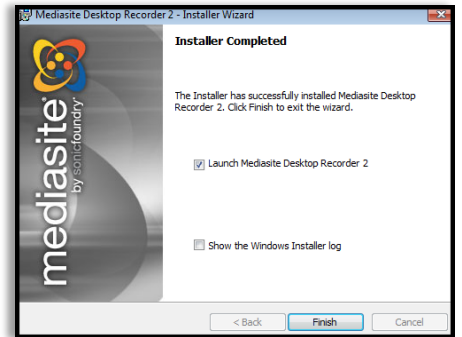 Mediasite Desktop Recorder 2 - Installer Wizard
Installer Completed
The Installer has successfully installed Mediasite Desktop
Recorder 2. Click Finish to exit the wizard.
Launch Mediasite Desktop Recorder 2
Show the Windows Installer log
mediasite
by sonicfoundry
< Back
Finish
Cancel